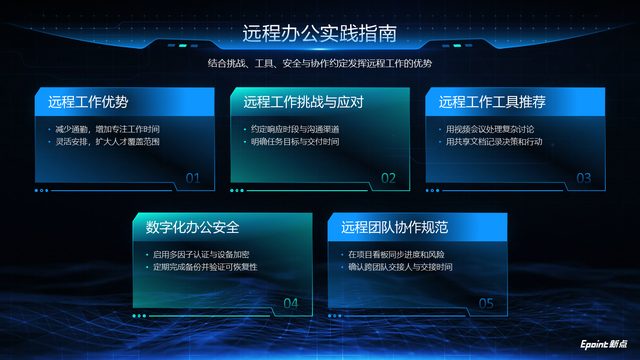 远程办公实践指南
结合挑战、工具、安全与协作约定发挥远程工作的优势
远程工作优势
• 减少通勤，增加专注工作时间
• 灵活安排，扩大人才覆盖范围
01
远程工作挑战与应对
• 约定响应时段与沟通渠道
• 明确任务目标与交付时间
02
远程工作工具推荐
• 用视频会议处理复杂讨论
• 用共享文档记录决策和行动
03
数字化办公安全
• 启用多因子认证与设备加密
• 定期完成备份并验证可恢复性
04
远程团队协作规范
• 在项目看板同步进度和风险
• 确认跨团队交接人与交接时间
05
Epoint新点